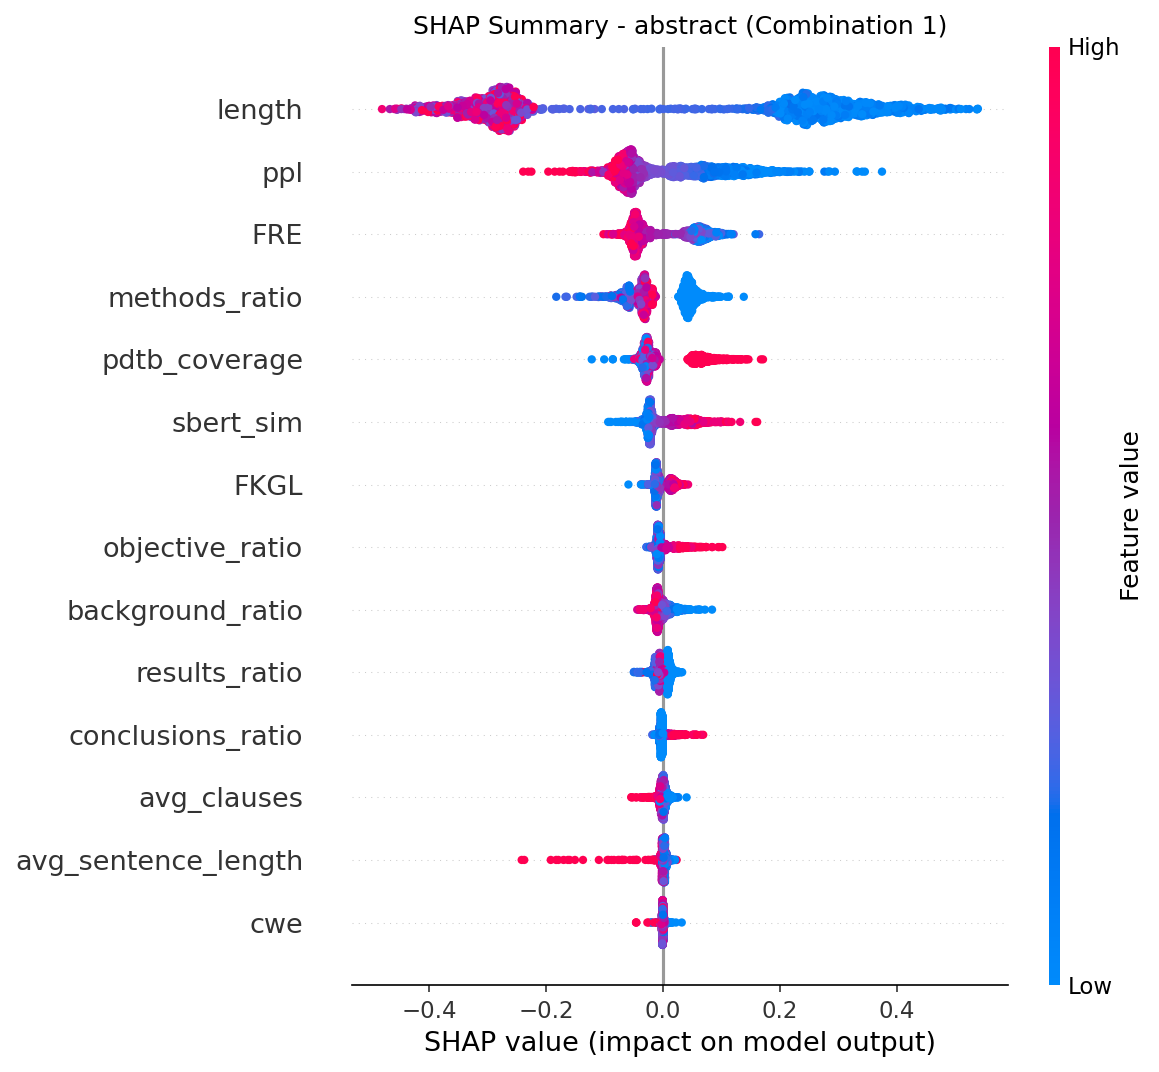 SHAP Summary - abstract (Combination 1)
High
length
ppl
FRE
methods_ratio
pdtb_coverage
sbert_sim
FKGL
objective_ratio
background_ratio
results_ratio
conclusions_ratio
avg_clauses
avg_sentence_length
cwe
Feature value
Low
−0.4 −0.2 0.0 0.2 0.4
SHAP value (impact on model output)